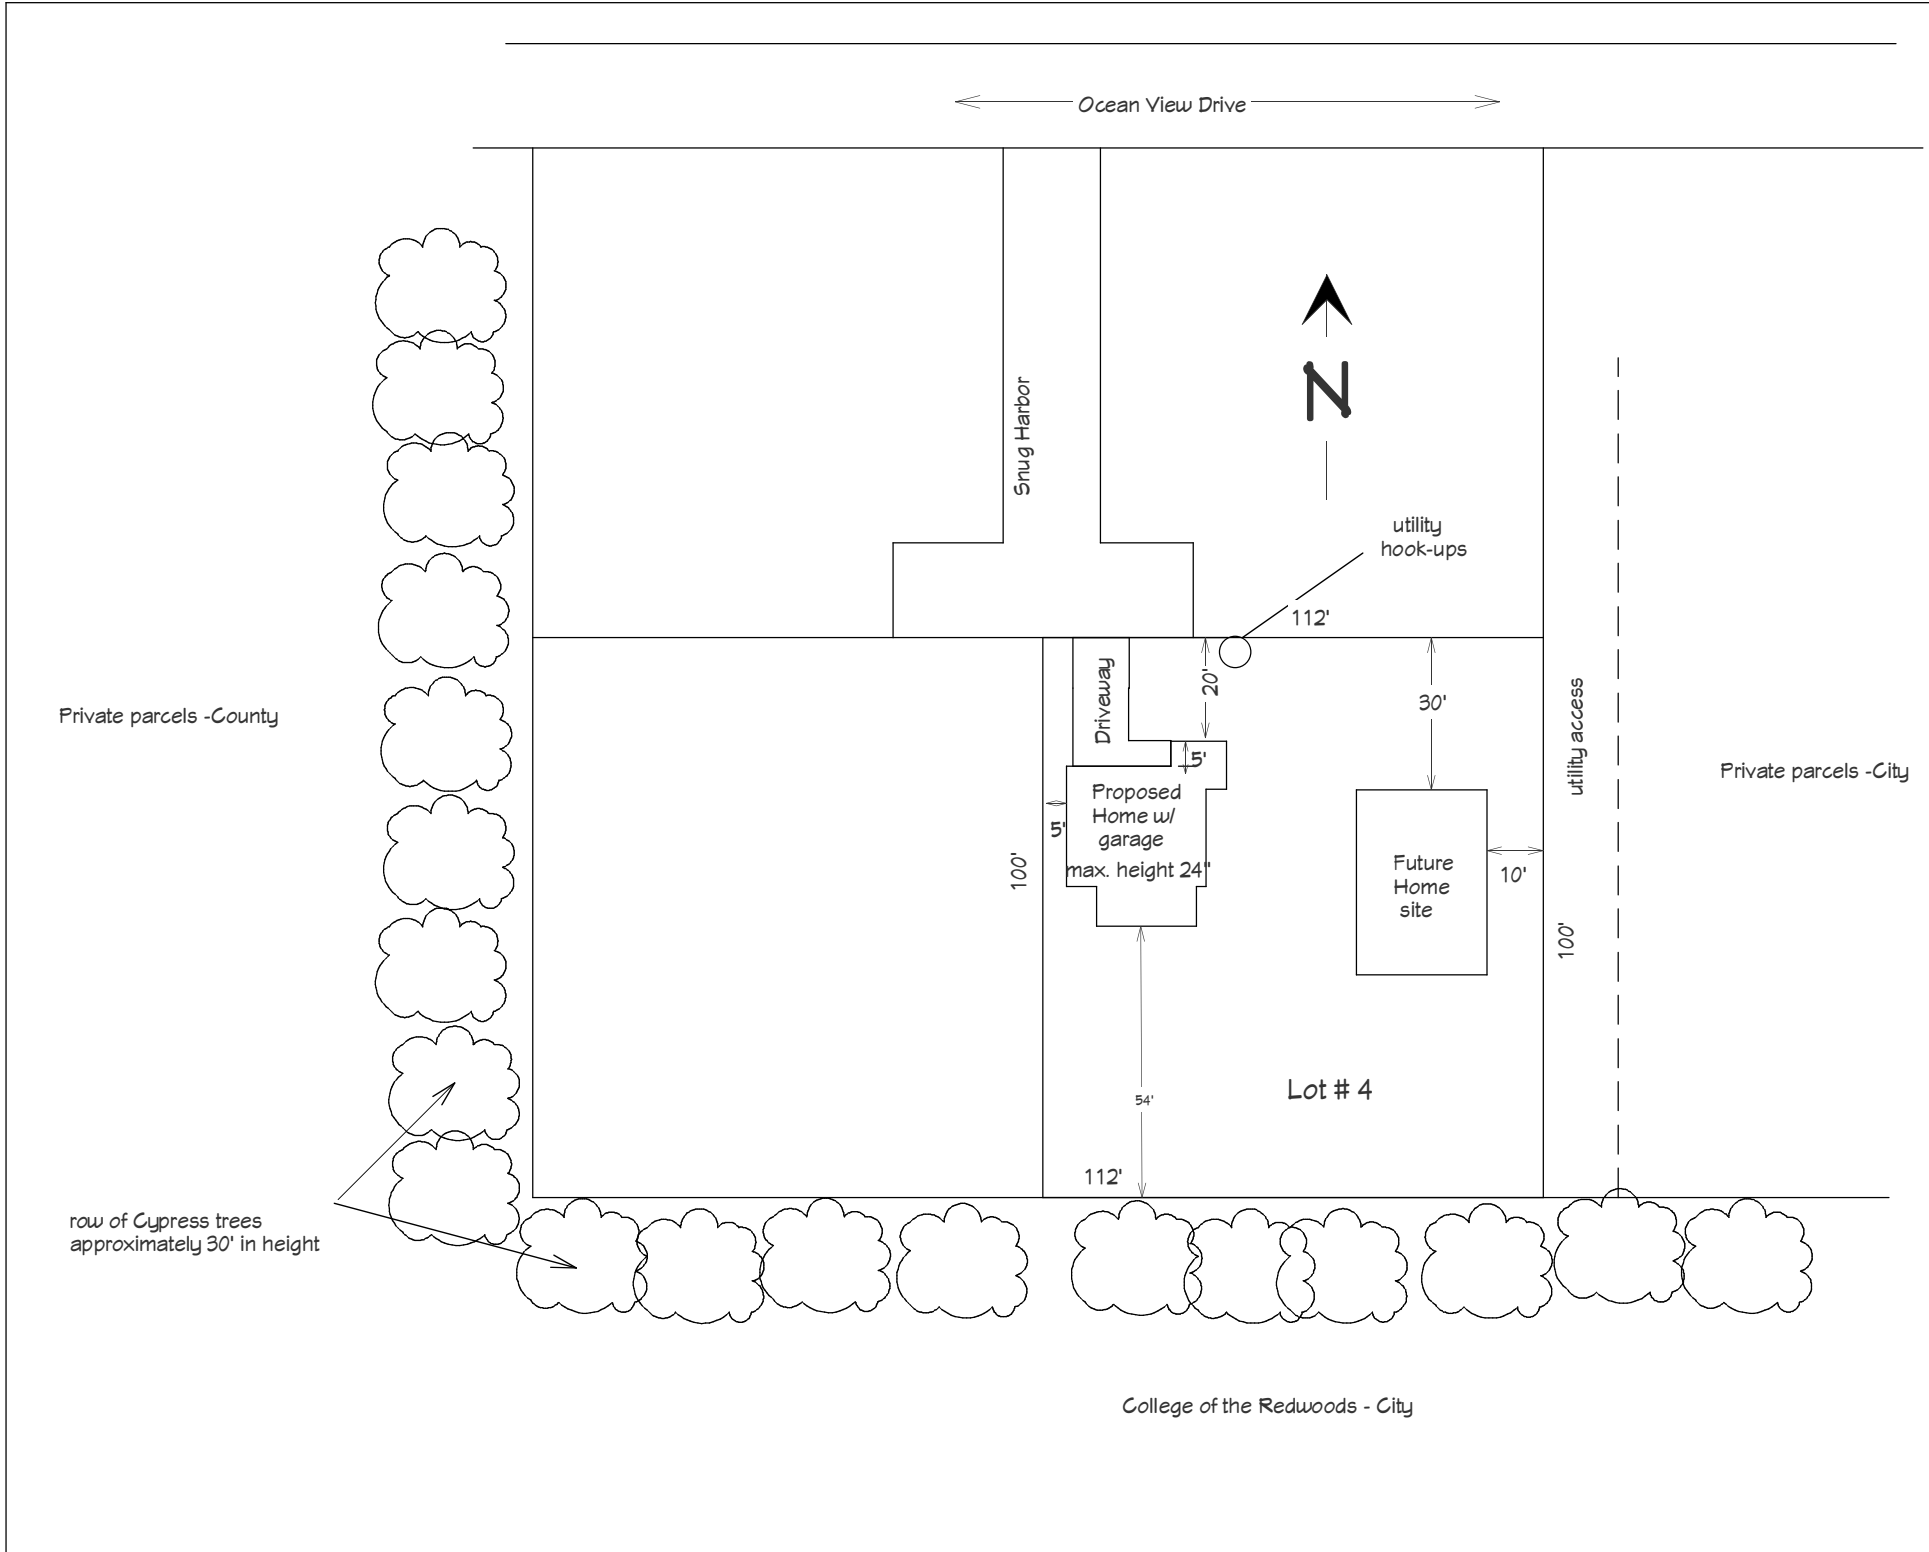 Ocean View Drive
Snug Harbor
N
utility
hook-ups
112'
Driveway
20'
30'
utility access
Private parcels -County
Private parcels -City
5'
Proposed
Home w/
garage
max. height 24"
5'
100'
Future
Home
site
10'
100'
Lot # 4
54'
112'
row of Cypress trees
approximately 30' in height
College of the Redwoods - City